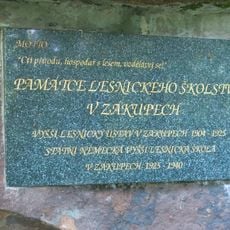 MOTTO
"Cti přírodu, hospodař s lesem, vzdělávej se!"
PAMÁTCE LESNICKÉHO ŠKOLSTV
V ZÁKUPECH
VYŠŠÍ LESNICKÝ ÚSTAV V ZÁKUPECH 1904 - 1925
STÁTNÍ NĚMECKÁ VYŠŠÍ LESNICKÁ ŠKOLA
V ZÁKUPECH 1925 - 1940